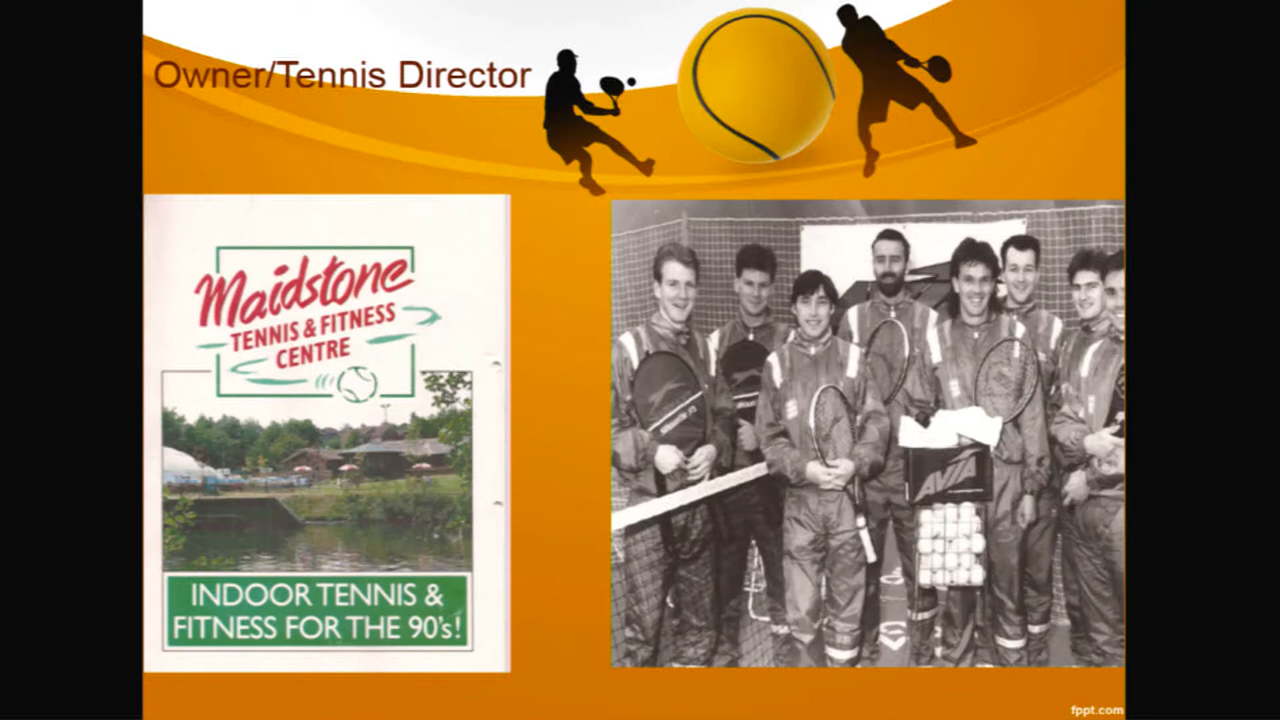 Owner/Tennis Director
Maidstone
TENNIS & FITNESS
CENTRE
INDOOR TENNIS &
FITNESS FOR THE 90's!
fppt.com